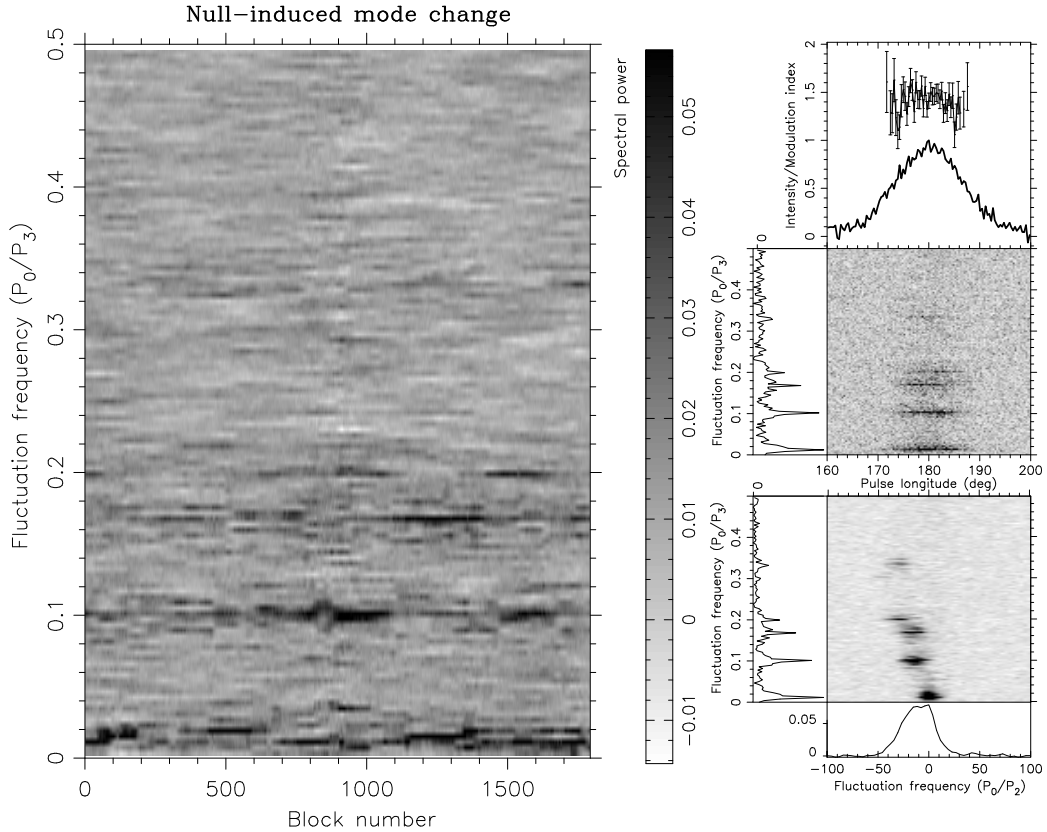 Null−induced mode change
Fluctuation frequency (P0/P3)
0 0.1 0.2 0.3 0.4 0.5
0 500 1000 1500
Block number
Spectral power
−0.01 0 0.01 0.02 0.03 0.04 0.05
Intensity/Modulation index
0 0.5 1 1.5 2
0
Fluctuation frequency (P0/P3)
0 0.1 0.2 0.3 0.4
160 170 180 190 200
Pulse longitude (deg)
0
Fluctuation frequency (P0/P3)
0 0.1 0.2 0.3 0.4
0.05
0
−100 −50 0 50 100
Fluctuation frequency (P0/P2)